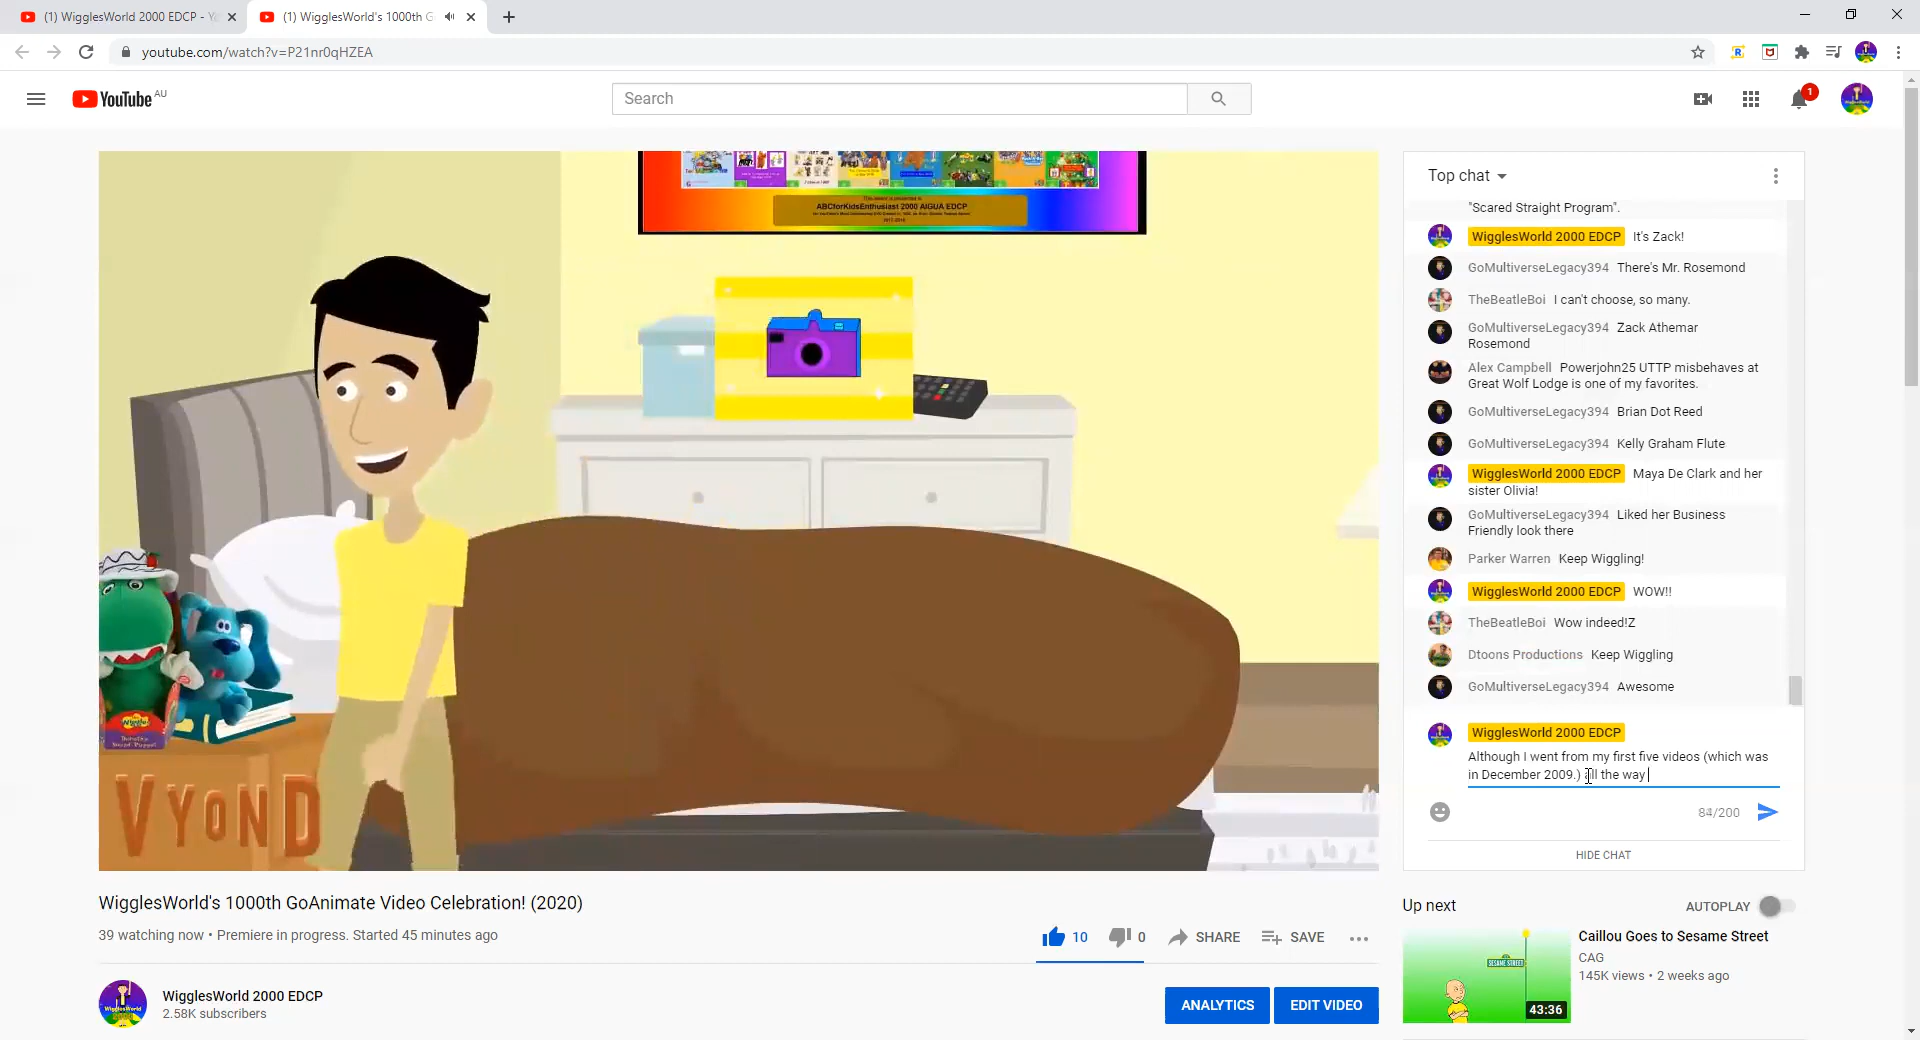 (1) WigglesWorld 2000 EDCP - Y
(1) WigglesWorld's 1000th G
youtube.com/watch?v=P21nr0qHZEA
YouTube AU
Search
1
ABCforKidsEnthusiast 2000 AIGUA EDCP
VYOND
Top chat
"Scared Straight Program".
WigglesWorld 2000 EDCP It's Zack!
GoMultiverseLegacy394 There's Mr. Rosemond
TheBeatleBoi I can't choose, so many.
GoMultiverseLegacy394 Zack Athemar
Rosemond
Alex Campbell Powerjohn25 UTTP misbehaves at
Great Wolf Lodge is one of my favorites.
GoMultiverseLegacy394 Brian Dot Reed
GoMultiverseLegacy394 Kelly Graham Flute
WigglesWorld 2000 EDCP Maya De Clark and her
sister Olivia!
GoMultiverseLegacy394 Liked her Business
Friendly look there
Parker Warren Keep Wiggling!
WigglesWorld 2000 EDCP WOW!!
TheBeatleBoi Wow indeed!Z
Dtoons Productions Keep Wiggling
GoMultiverseLegacy394 Awesome
WigglesWorld 2000 EDCP
Although I went from my first five videos (which was
in December 2009.) all the way
84/200
HIDE CHAT
WigglesWorld's 1000th GoAnimate Video Celebration! (2020)
39 watching now • Premiere in progress. Started 45 minutes ago
10 0 SHARE SAVE
WigglesWorld 2000 EDCP
2.58K subscribers
ANALYTICS EDIT VIDEO
Up next AUTOPLAY
SESAME STREET
43:36
Caillou Goes to Sesame Street
CAG
145K views • 2 weeks ago